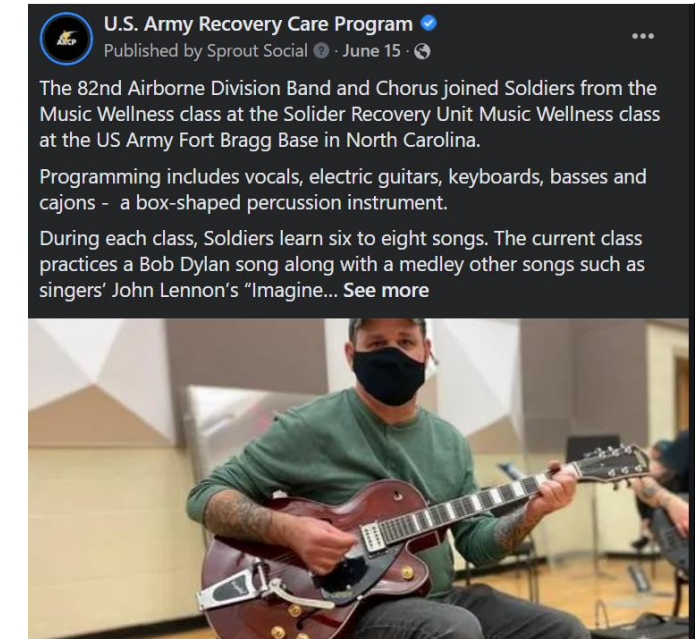 ARCP
U.S. Army Recovery Care Program
Published by Sprout Social · June 15 ·
The 82nd Airborne Division Band and Chorus joined Soldiers from the
Music Wellness class at the Solider Recovery Unit Music Wellness class
at the US Army Fort Bragg Base in North Carolina.
Programming includes vocals, electric guitars, keyboards, basses and
cajons -  a box-shaped percussion instrument.
During each class, Soldiers learn six to eight songs. The current class
practices a Bob Dylan song along with a medley other songs such as
singers’ John Lennon’s “Imagine... See more